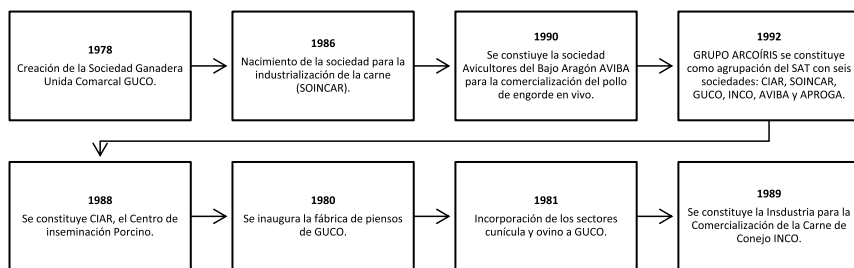 1978
Creación de la Sociedad Ganadera
Unida Comarcal GUCO.
1986
Nacimiento de la sociedad para la
industrialización de la carne
(SOINCAR).
1990
Se constiuye la sociedad
Avicultores del Bajo Aragón AVIBA
para la comercialización del pollo
de engorde en vivo.
1992
GRUPO ARCOÍRIS se constituye
como agrupación del SAT con seis
sociedades: CIAR, SOINCAR,
GUCO, INCO, AVIBA y APROGA.
1988
Se constituye CIAR, el Centro de
inseminación Porcino.
1980
Se inaugura la fábrica de piensos
de GUCO.
1981
Incorporación de los sectores
cunícula y ovino a GUCO.
1989
Se constituye la Insdustria para la
Comercialización de la Carne de
Conejo INCO.